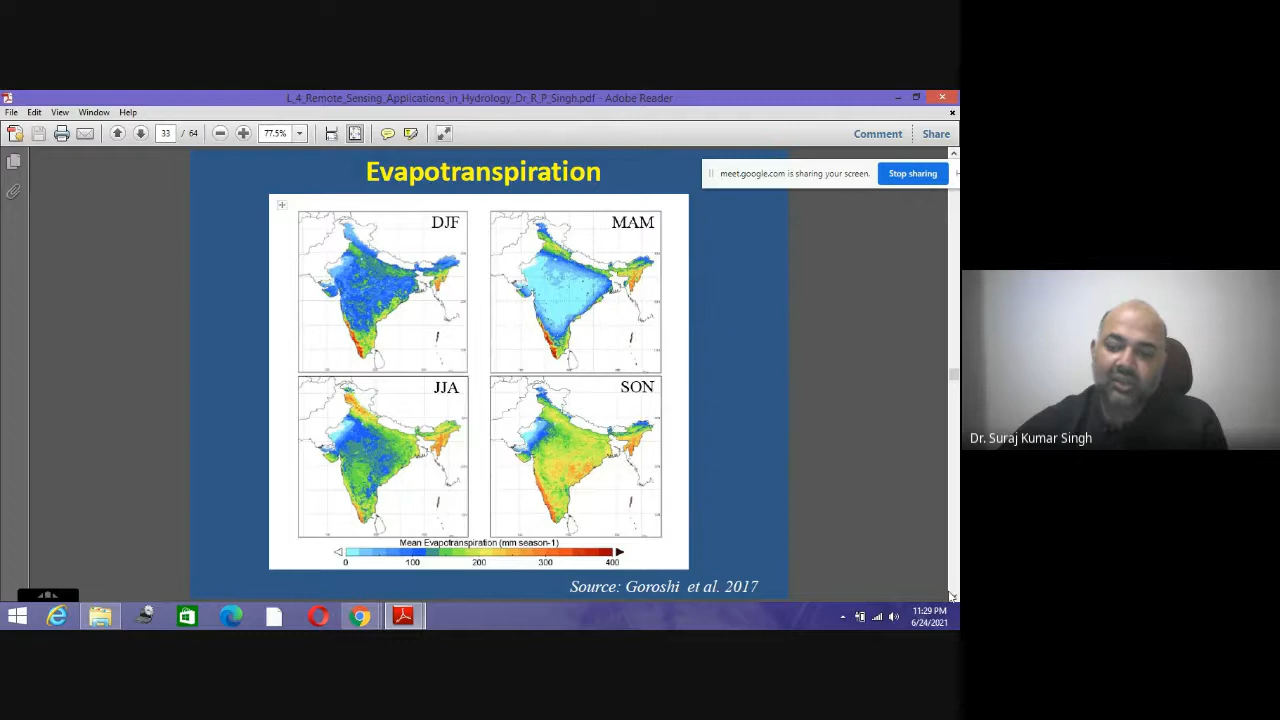 L_4_Remote_Sensing_Applications_in_Hydrology_Dr_R_P_Singh.pdf - Adobe Reader
File Edit View Window Help
33 / 64 77.5% Comment Share
Evapotranspiration
meet.google.com is sharing your screen. Stop sharing
DJF MAM
JJA SON
Mean Evapotranspiration (mm season-1)
0 100 200 300 400
Source: Goroshi et al. 2017
Dr. Suraj Kumar Singh
11:29 PM
6/24/2021